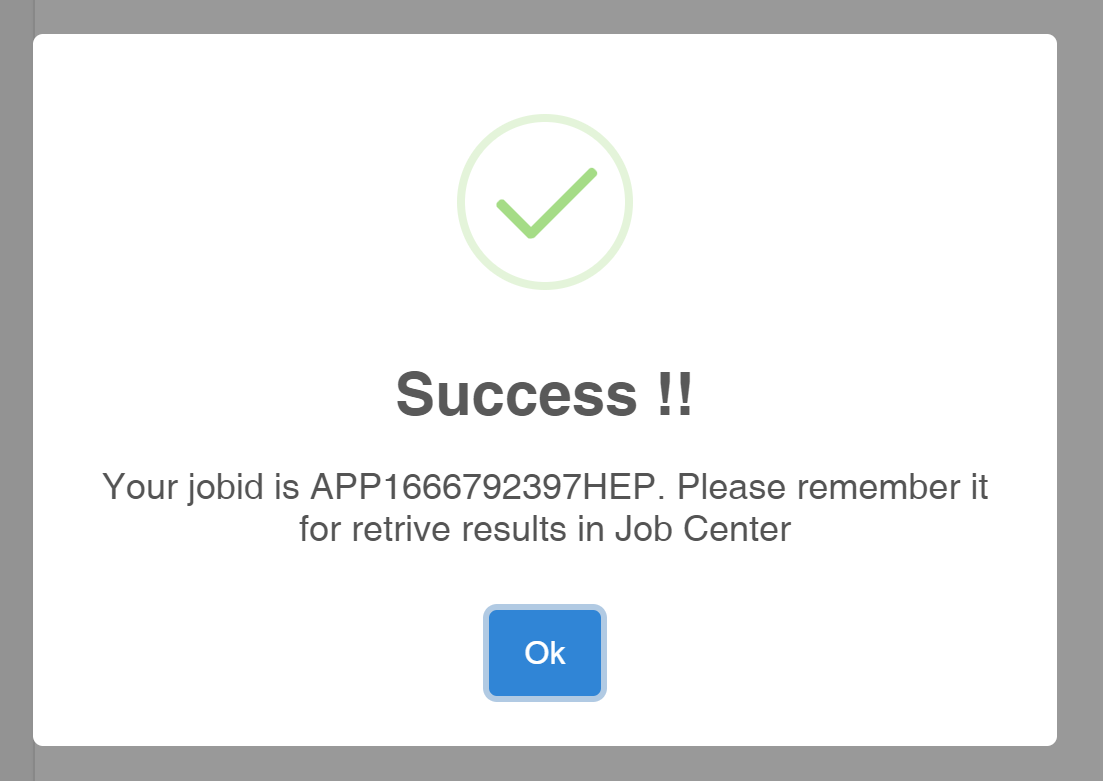 Success !!
Your jobid is APP1666792397HEP. Please remember it
for retrive results in Job Center
Ok